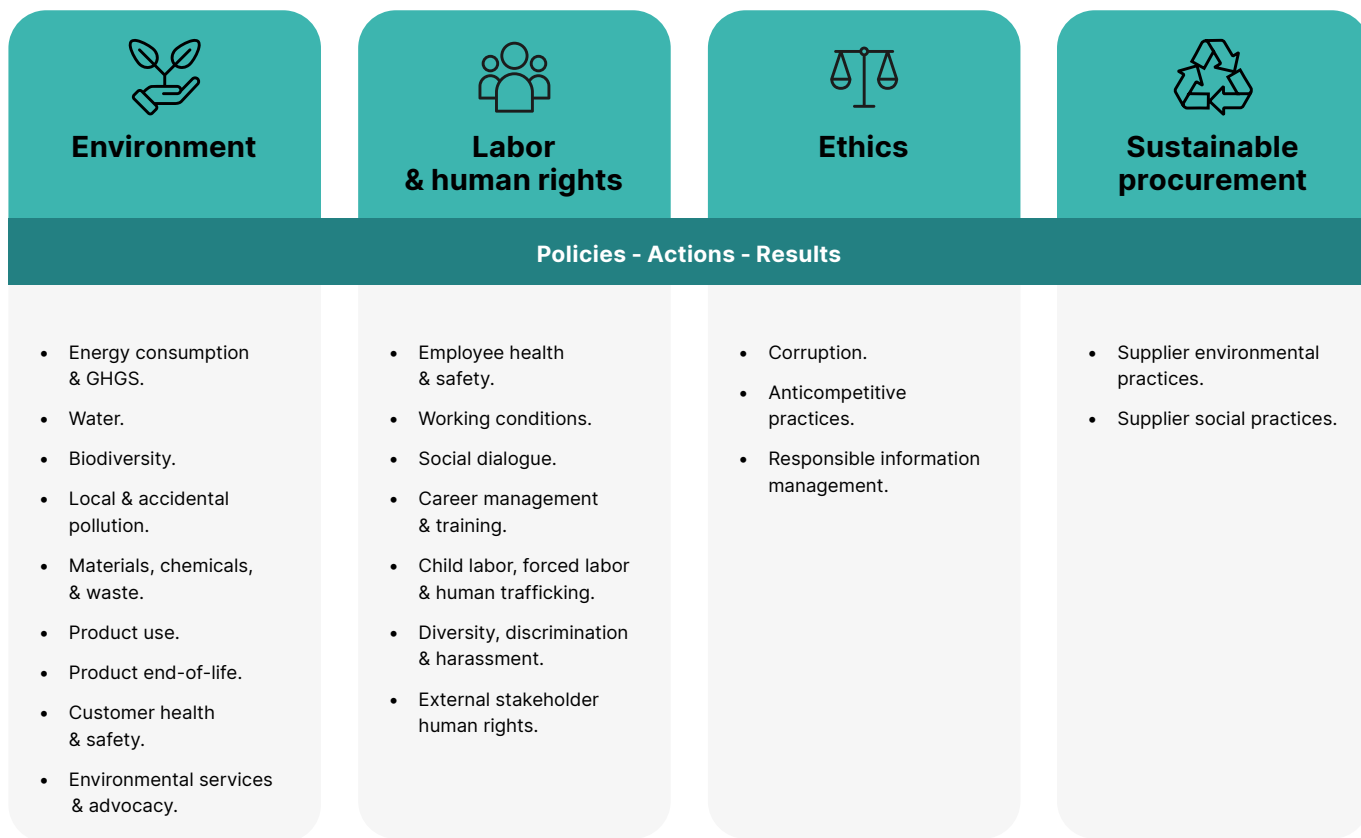 Environment
Labor
& human rights
Ethics
Sustainable
procurement
Policies - Actions - Results
• Energy consumption
& GHGS.
• Water.
• Biodiversity.
• Local & accidental
pollution.
• Materials, chemicals,
& waste.
• Product use.
• Product end-of-life.
• Customer health
& safety.
• Environmental services
& advocacy.
• Employee health
& safety.
• Working conditions.
• Social dialogue.
• Career management
& training.
• Child labor, forced labor
& human trafficking.
• Diversity, discrimination
& harassment.
• External stakeholder
human rights.
• Corruption.
• Anticompetitive
practices.
• Responsible information
management.
• Supplier environmental
practices.
• Supplier social practices.